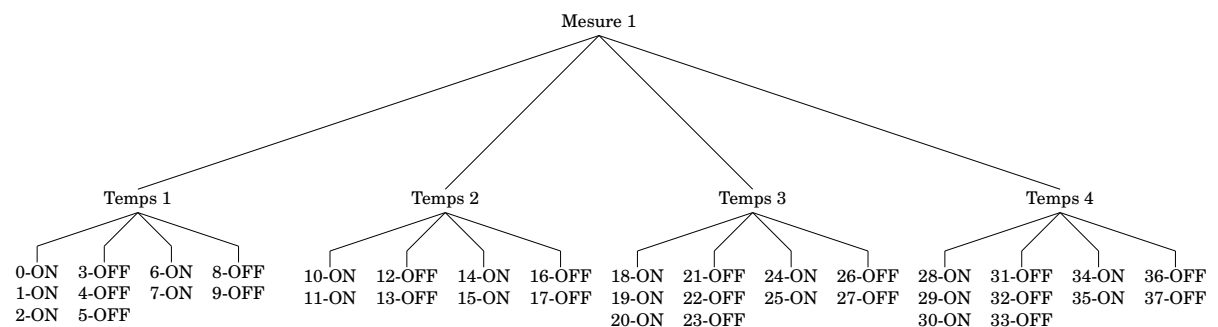 Mesure 1
Temps 1 Temps 2 Temps 3 Temps 4
0-ON 3-OFF 6-ON 8-OFF 10-ON 12-OFF 14-ON 16-OFF 18-ON 21-OFF 24-ON 26-OFF 28-ON 31-OFF 34-ON 36-OFF
1-ON 4-OFF 7-ON 9-OFF 11-ON 13-OFF 15-ON 17-OFF 19-ON 22-OFF 25-ON 27-OFF 29-ON 32-OFF 35-ON 37-OFF
2-ON 5-OFF 20-ON 23-OFF 30-ON 33-OFF